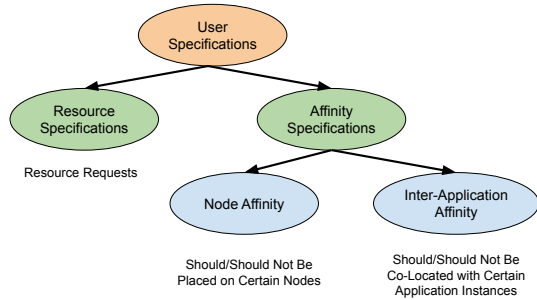 User
Specifications
Resource
Specifications
Affinity
Specifications
Resource Requests
Node Affinity
Inter-Application
Affinity
Should/Should Not Be
Placed on Certain Nodes
Should/Should Not Be
Co-Located with Certain
Application Instances